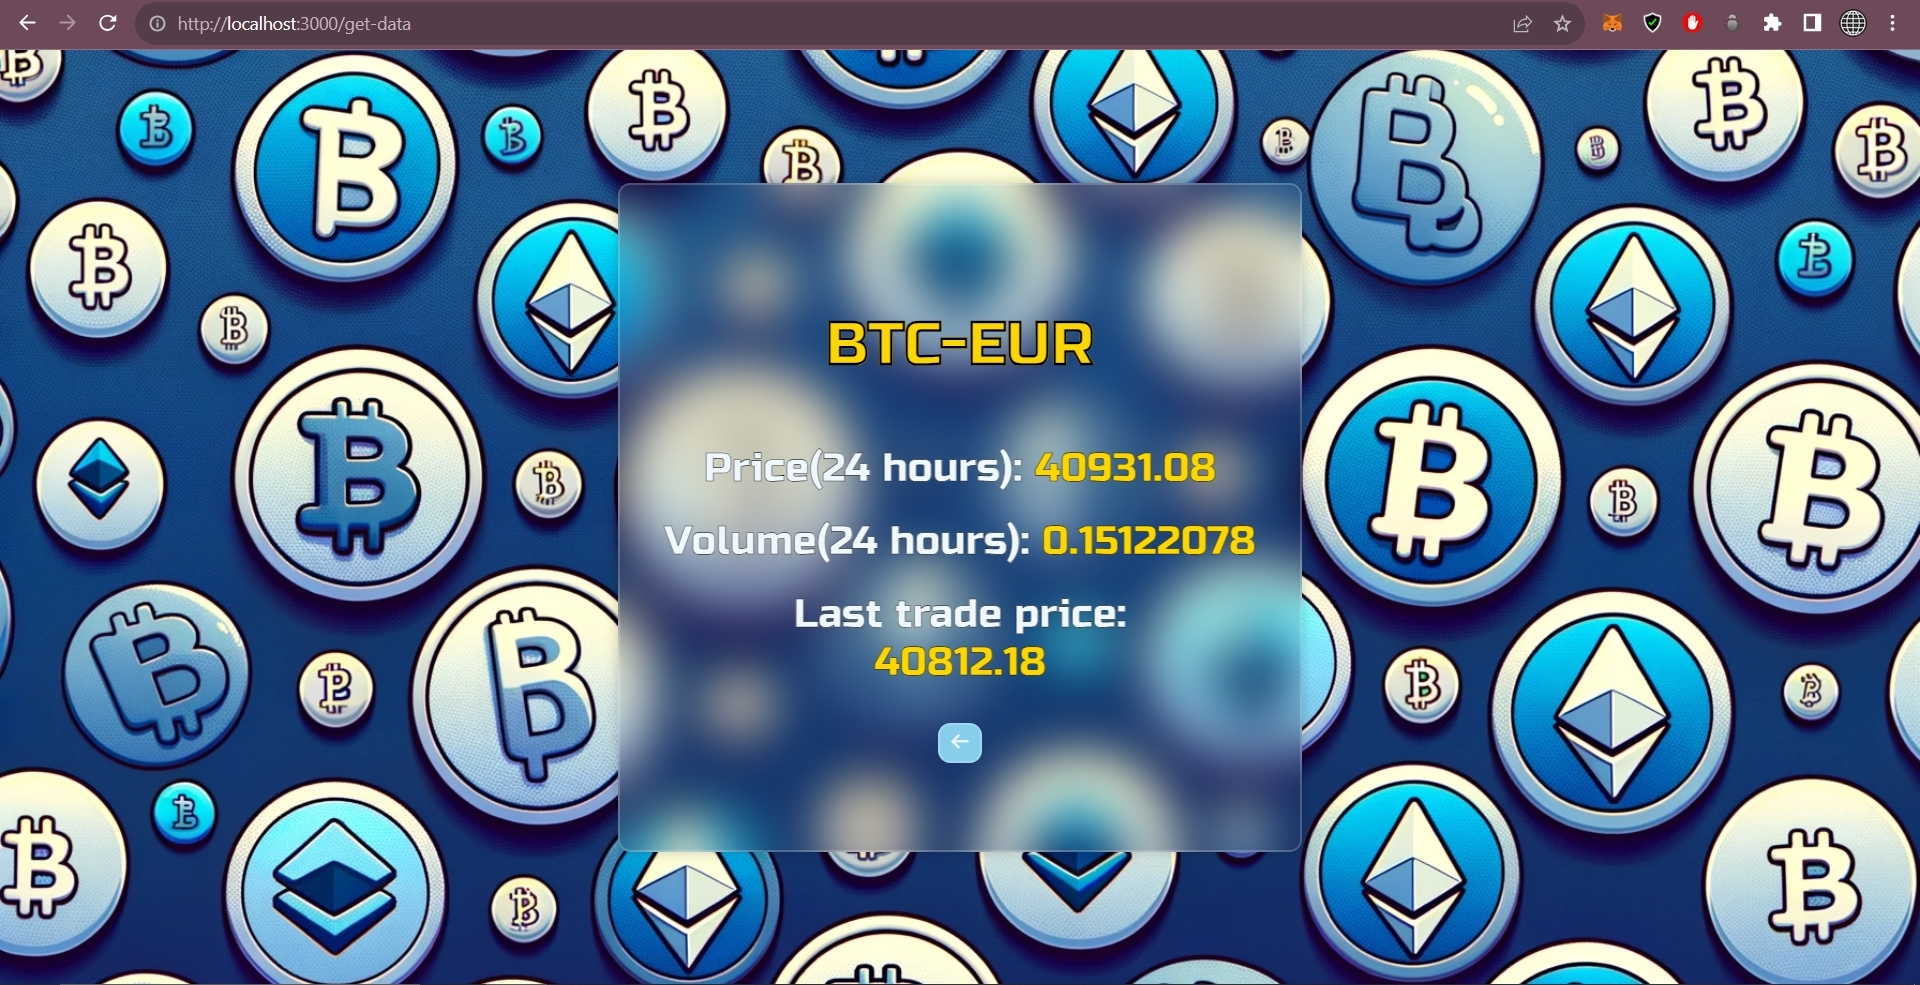 http://localhost:3000/get-data
BTC-EUR
Price(24 hours): 40931.08
Volume(24 hours): 0.15122078
Last trade price:
40812.18